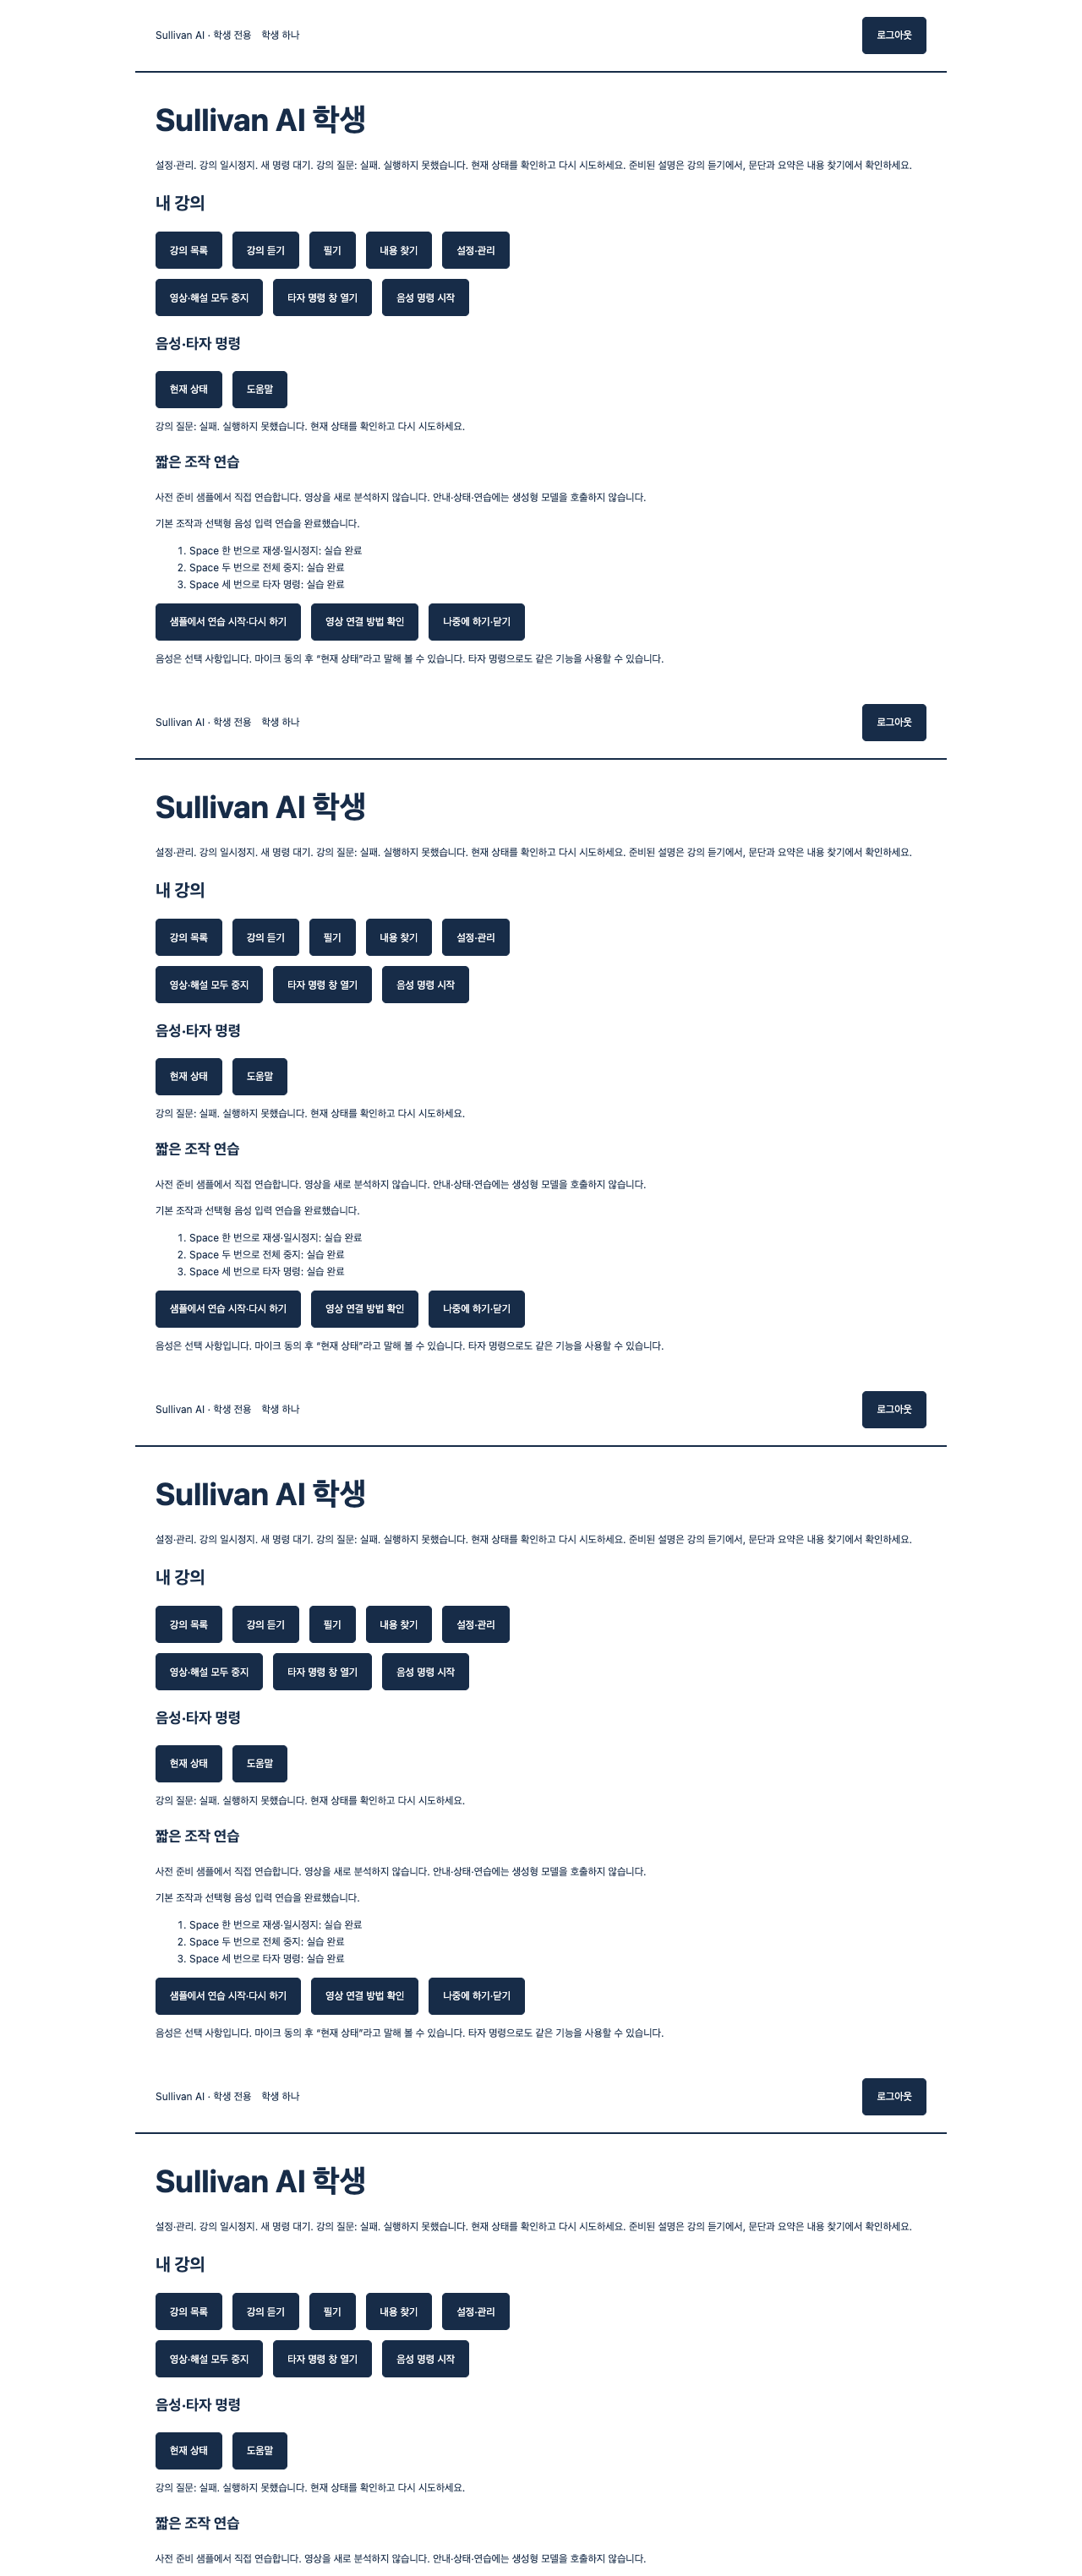 Sullivan AI · 학생 전용 학생 하나
로그아웃
Sullivan AI 학생
설정·관리. 강의 일시정지. 새 명령 대기. 강의 질문: 실패. 실행하지 못했습니다. 현재 상태를 확인하고 다시 시도하세요. 준비된 설명은 강의 듣기에서, 문단과 요약은 내용 찾기에서 확인하세요.
내 강의
강의 목록 강의 듣기 필기 내용 찾기 설정·관리
영상·해설 모두 중지 타자 명령 창 열기 음성 명령 시작
음성·타자 명령
현재 상태 도움말
강의 질문: 실패. 실행하지 못했습니다. 현재 상태를 확인하고 다시 시도하세요.
짧은 조작 연습
사전 준비 샘플에서 직접 연습합니다. 영상을 새로 분석하지 않습니다. 안내·상태·연습에는 생성형 모델을 호출하지 않습니다.
기본 조작과 선택형 음성 입력 연습을 완료했습니다.
1. Space 한 번으로 재생·일시정지: 실습 완료
2. Space 두 번으로 전체 중지: 실습 완료
3. Space 세 번으로 타자 명령: 실습 완료
샘플에서 연습 시작·다시 하기 영상 연결 방법 확인 나중에 하기·닫기
음성은 선택 사항입니다. 마이크 동의 후 “현재 상태”라고 말해 볼 수 있습니다. 타자 명령으로도 같은 기능을 사용할 수 있습니다.
Sullivan AI · 학생 전용 학생 하나
로그아웃
Sullivan AI 학생
설정·관리. 강의 일시정지. 새 명령 대기. 강의 질문: 실패. 실행하지 못했습니다. 현재 상태를 확인하고 다시 시도하세요. 준비된 설명은 강의 듣기에서, 문단과 요약은 내용 찾기에서 확인하세요.
내 강의
강의 목록 강의 듣기 필기 내용 찾기 설정·관리
영상·해설 모두 중지 타자 명령 창 열기 음성 명령 시작
음성·타자 명령
현재 상태 도움말
강의 질문: 실패. 실행하지 못했습니다. 현재 상태를 확인하고 다시 시도하세요.
짧은 조작 연습
사전 준비 샘플에서 직접 연습합니다. 영상을 새로 분석하지 않습니다. 안내·상태·연습에는 생성형 모델을 호출하지 않습니다.
기본 조작과 선택형 음성 입력 연습을 완료했습니다.
1. Space 한 번으로 재생·일시정지: 실습 완료
2. Space 두 번으로 전체 중지: 실습 완료
3. Space 세 번으로 타자 명령: 실습 완료
샘플에서 연습 시작·다시 하기 영상 연결 방법 확인 나중에 하기·닫기
음성은 선택 사항입니다. 마이크 동의 후 “현재 상태”라고 말해 볼 수 있습니다. 타자 명령으로도 같은 기능을 사용할 수 있습니다.
Sullivan AI · 학생 전용 학생 하나
로그아웃
Sullivan AI 학생
설정·관리. 강의 일시정지. 새 명령 대기. 강의 질문: 실패. 실행하지 못했습니다. 현재 상태를 확인하고 다시 시도하세요. 준비된 설명은 강의 듣기에서, 문단과 요약은 내용 찾기에서 확인하세요.
내 강의
강의 목록 강의 듣기 필기 내용 찾기 설정·관리
영상·해설 모두 중지 타자 명령 창 열기 음성 명령 시작
음성·타자 명령
현재 상태 도움말
강의 질문: 실패. 실행하지 못했습니다. 현재 상태를 확인하고 다시 시도하세요.
짧은 조작 연습
사전 준비 샘플에서 직접 연습합니다. 영상을 새로 분석하지 않습니다. 안내·상태·연습에는 생성형 모델을 호출하지 않습니다.
기본 조작과 선택형 음성 입력 연습을 완료했습니다.
1. Space 한 번으로 재생·일시정지: 실습 완료
2. Space 두 번으로 전체 중지: 실습 완료
3. Space 세 번으로 타자 명령: 실습 완료
샘플에서 연습 시작·다시 하기 영상 연결 방법 확인 나중에 하기·닫기
음성은 선택 사항입니다. 마이크 동의 후 “현재 상태”라고 말해 볼 수 있습니다. 타자 명령으로도 같은 기능을 사용할 수 있습니다.
Sullivan AI · 학생 전용 학생 하나
로그아웃
Sullivan AI 학생
설정·관리. 강의 일시정지. 새 명령 대기. 강의 질문: 실패. 실행하지 못했습니다. 현재 상태를 확인하고 다시 시도하세요. 준비된 설명은 강의 듣기에서, 문단과 요약은 내용 찾기에서 확인하세요.
내 강의
강의 목록 강의 듣기 필기 내용 찾기 설정·관리
영상·해설 모두 중지 타자 명령 창 열기 음성 명령 시작
음성·타자 명령
현재 상태 도움말
강의 질문: 실패. 실행하지 못했습니다. 현재 상태를 확인하고 다시 시도하세요.
짧은 조작 연습
사전 준비 샘플에서 직접 연습합니다. 영상을 새로 분석하지 않습니다. 안내·상태·연습에는 생성형 모델을 호출하지 않습니다.